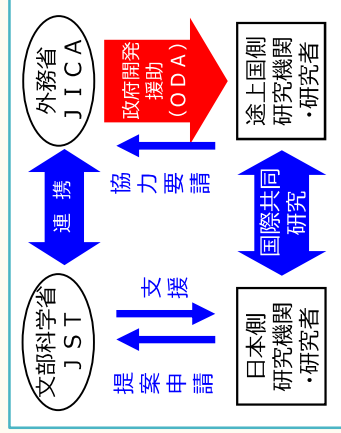 文部科学省
JST
連 携
外務省
JICA
提案申請
支援
協力要請
政府開発
援助
(ODA)
日本側
研究機関
・研究者
国際共同
研究
途上国側
研究機関
・研究者